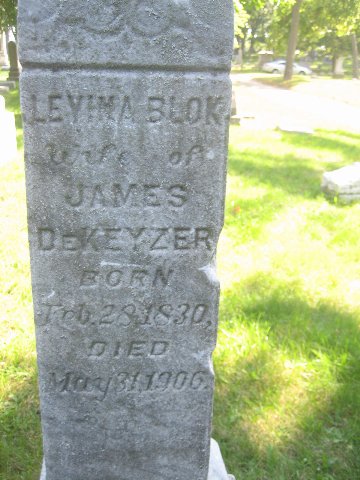 LEVINA BLOK
Wife of
JAMES
DEKEYZER
BORN
Feb. 28, 1830,
DIED
May 31, 1906.